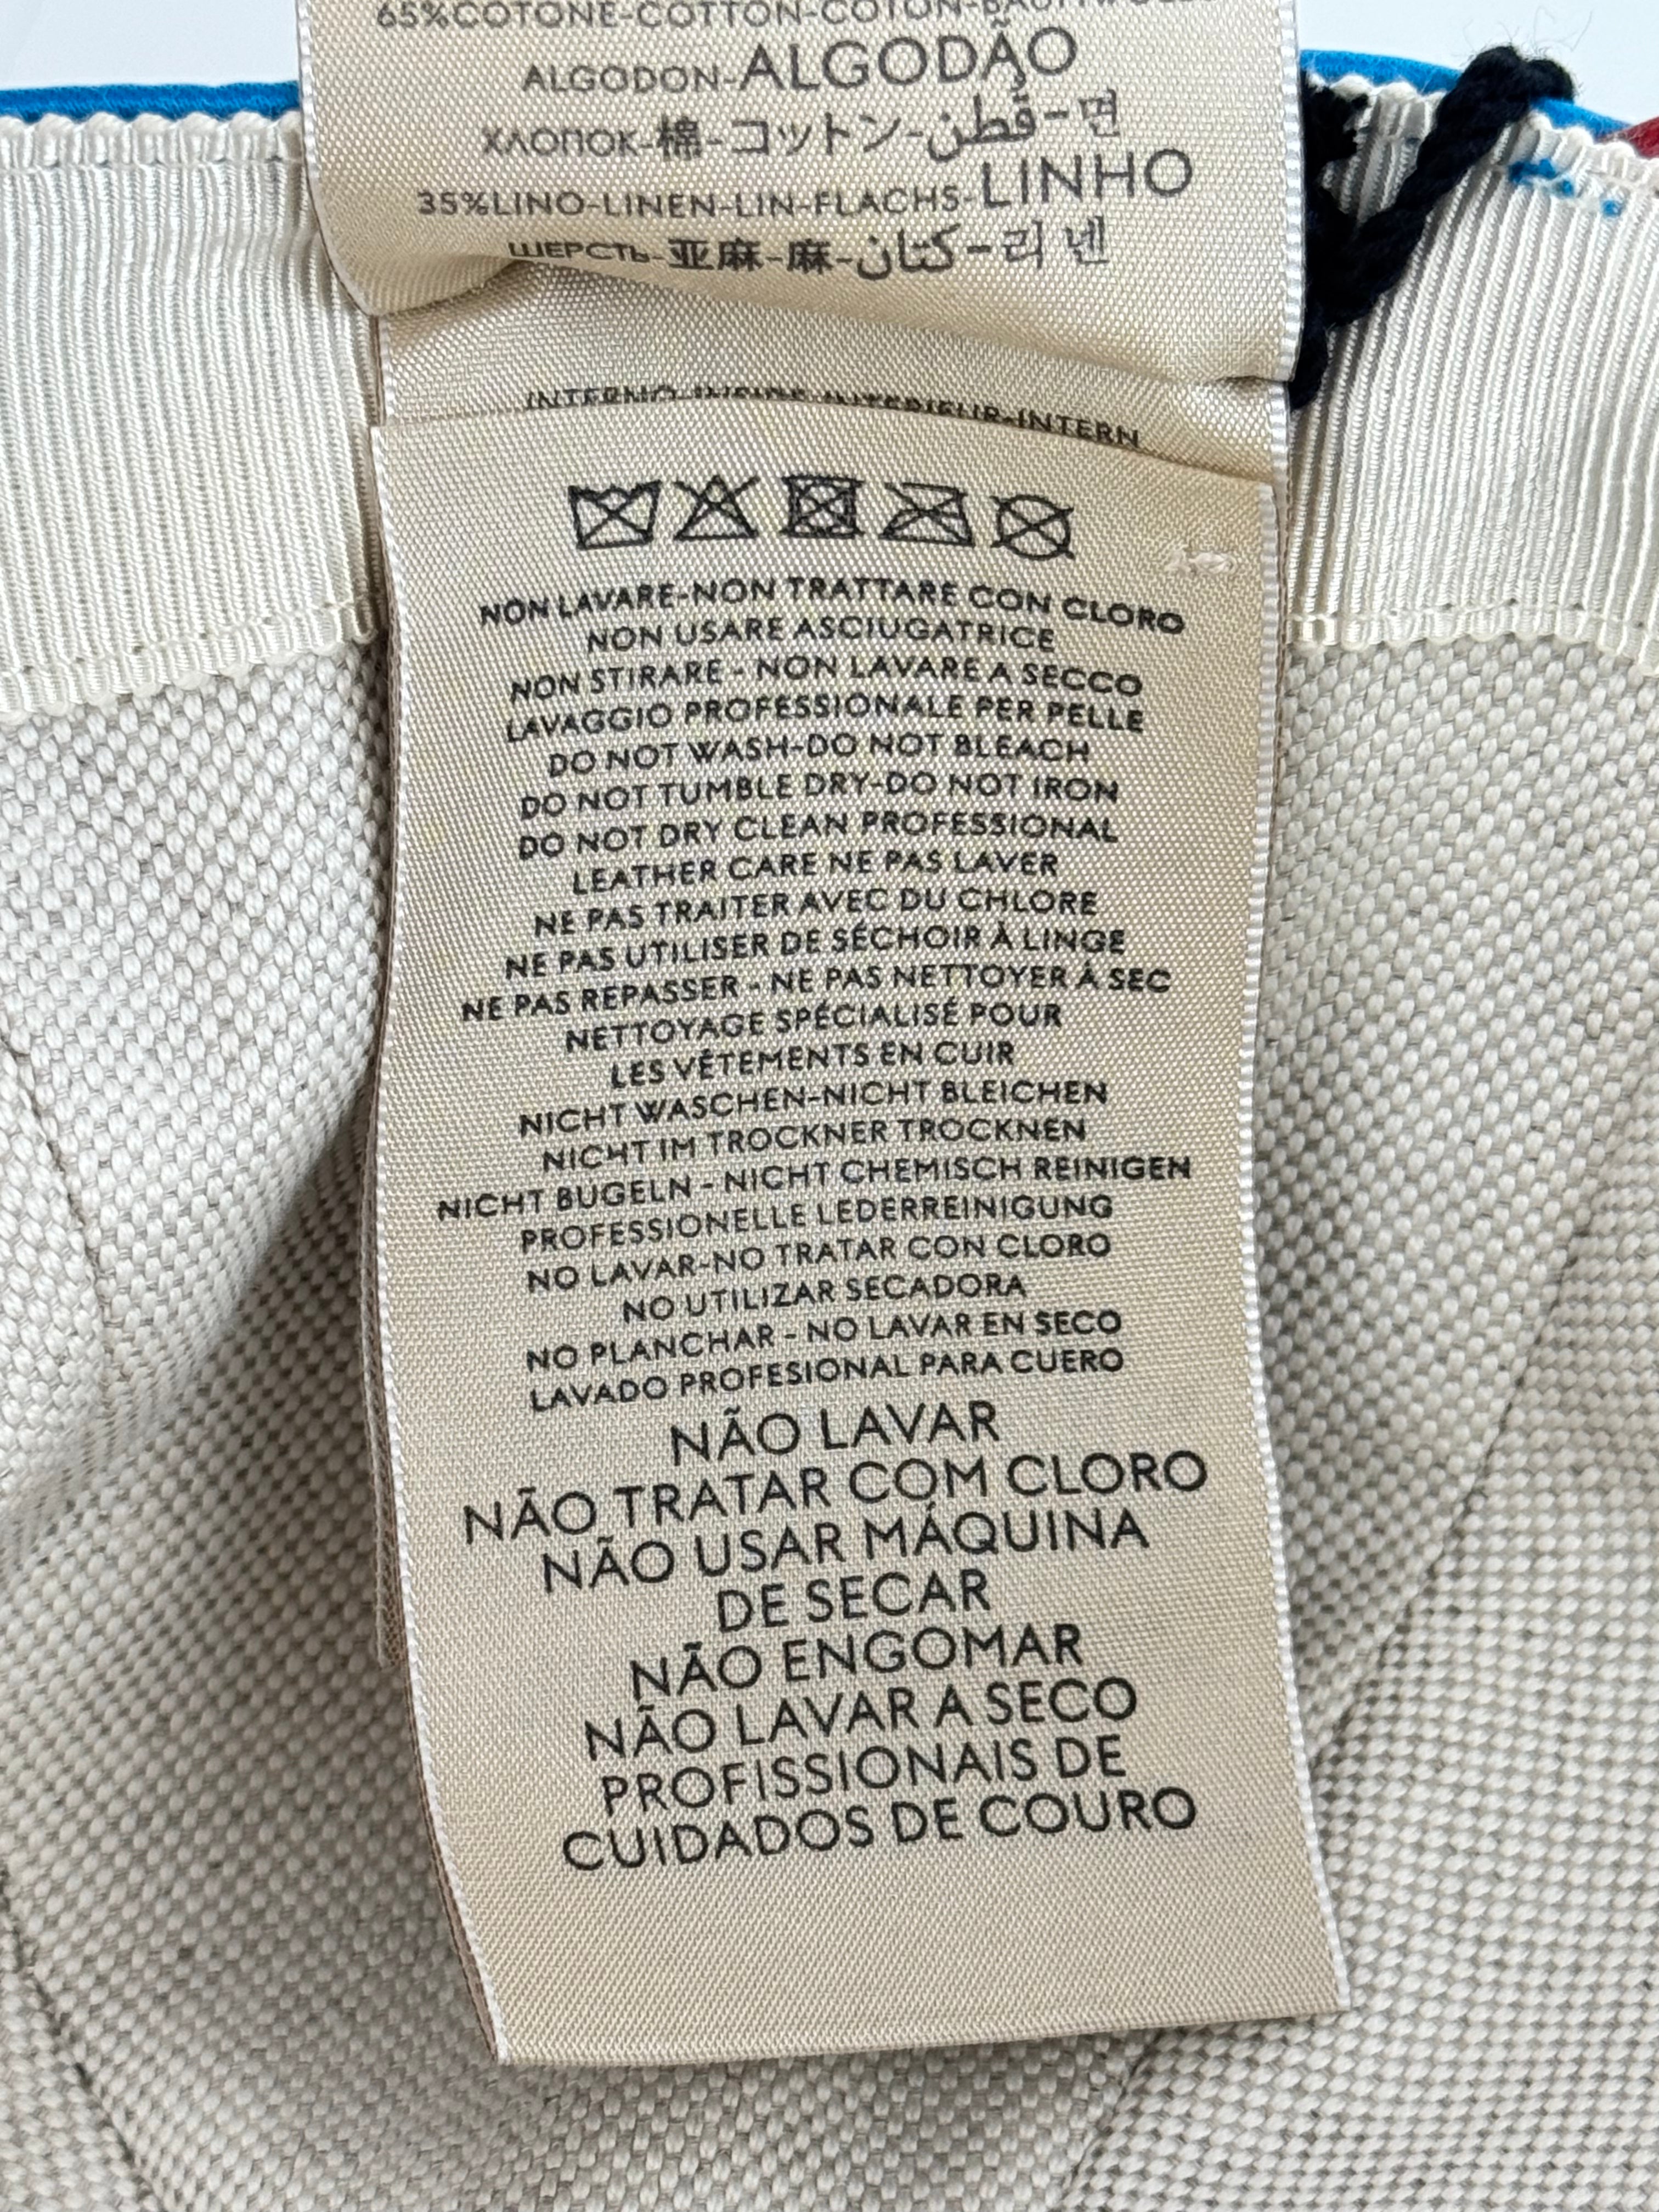 65%COTONE-COTTON-COTON-
ALGODON-ALGODÃO
ХЛОПОК-棉-コットン-قطن-면
35%LINO-LINEN-LIN-FLACHS-LINHO
ШЕРСТЬ-亚麻-麻-كتان-리넨
INTERNO-INSIDE-INTERIEUR-INTERN
NON LAVARE-NON TRATTARE CON CLORO
NON USARE ASCIUGATRICE
NON STIRARE - NON LAVARE A SECCO
LAVAGGIO PROFESSIONALE PER PELLE
DO NOT WASH-DO NOT BLEACH
DO NOT TUMBLE DRY-DO NOT IRON
DO NOT DRY CLEAN PROFESSIONAL
LEATHER CARE NE PAS LAVER
NE PAS TRAITER AVEC DU CHLORE
NE PAS UTILISER DE SÉCHOIR À LINGE
NE PAS REPASSER - NE PAS NETTOYER À SEC
NETTOYAGE SPÉCIALISÉ POUR
LES VÊTEMENTS EN CUIR
NICHT WASCHEN-NICHT BLEICHEN
NICHT IM TROCKNER TROCKNEN
NICHT BUGELN - NICHT CHEMISCH REINIGEN
PROFESSIONELLE LEDERREINIGUNG
NO LAVAR-NO TRATAR CON CLORO
NO UTILIZAR SECADORA
NO PLANCHAR - NO LAVAR EN SECO
LAVADO PROFESIONAL PARA CUERO
NÃO LAVAR
NÃO TRATAR COM CLORO
NÃO USAR MÁQUINA
DE SECAR
NÃO ENGOMAR
NÃO LAVAR A SECO
PROFISSIONAIS DE
CUIDADOS DE COURO